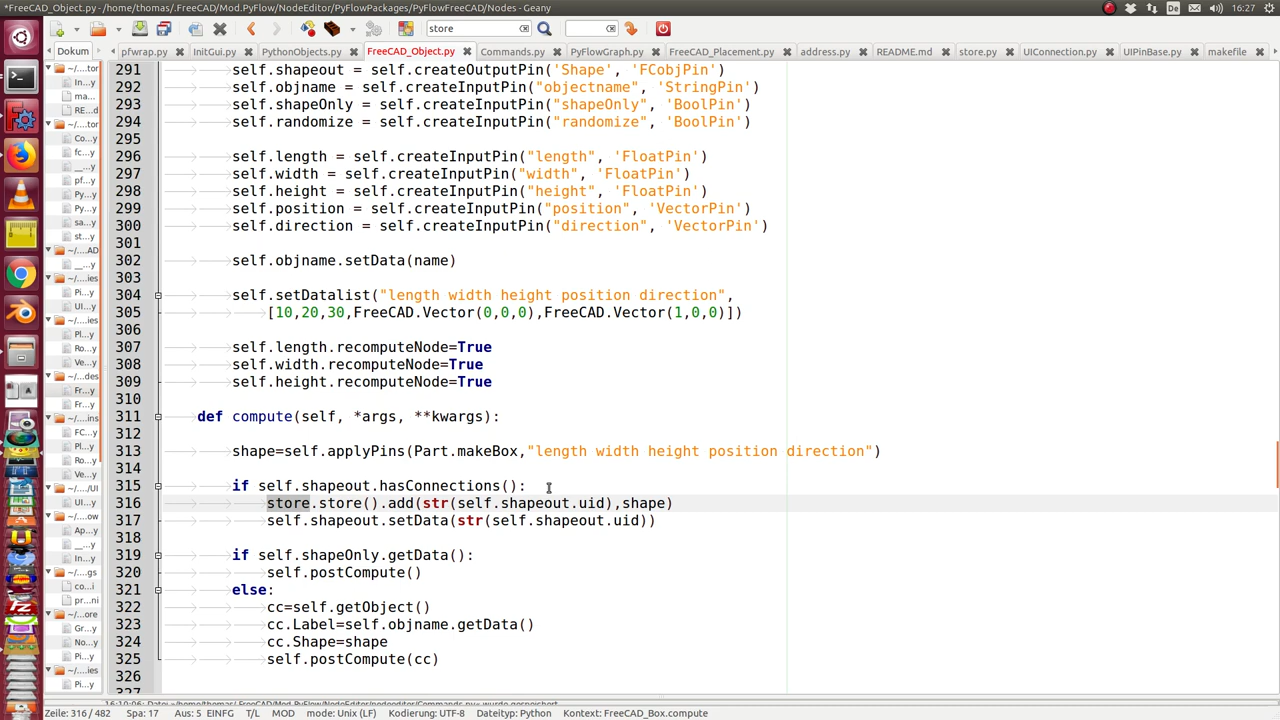 FreeCAD_Object.py - /home/thomas/.FreeCAD/Mod.PyFlow/NodeEditor/PyFlowPackages/PyFlowFreeCAD/Nodes - Geany
De 16:27
store
Dokum pfwrap.py InitGui.py PythonObjects.py FreeCAD_Object.py Commands.py PyFlowGraph.py FreeCAD_Placement.py address.py README.md store.py UIConnection.py UIPinBase.py makefile
291 self.shapeout = self.createOutputPin('Shape', 'FCobjPin')
292 self.objname = self.createInputPin("objectname", 'StringPin')
293 self.shapeOnly = self.createInputPin("shapeOnly", 'BoolPin')
294 self.randomize = self.createInputPin("randomize", 'BoolPin')
295
296 self.length = self.createInputPin("length", 'FloatPin')
297 self.width = self.createInputPin("width", 'FloatPin')
298 self.height = self.createInputPin("height", 'FloatPin')
299 self.position = self.createInputPin("position", 'VectorPin')
300 self.direction = self.createInputPin("direction", 'VectorPin')
301
302 self.objname.setData(name)
303
304 self.setDatalist("length width height position direction",
305 [10,20,30,FreeCAD.Vector(0,0,0),FreeCAD.Vector(1,0,0)])
306
307 self.length.recomputeNode=True
308 self.width.recomputeNode=True
309 self.height.recomputeNode=True
310
311 def compute(self, *args, **kwargs):
312
313 shape=self.applyPins(Part.makeBox,"length width height position direction")
314
315 if self.shapeout.hasConnections():
316 store.store().add(str(self.shapeout.uid),shape)
317 self.shapeout.setData(str(self.shapeout.uid))
318
319 if self.shapeOnly.getData():
320 self.postCompute()
321 else:
322 cc=self.getObject()
323 cc.Label=self.objname.getData()
324 cc.Shape=shape
325 self.postCompute(cc)
326
Zeile: 316 / 482 Spa: 17 Aus: 5 EINFG T/L MOD mode: Unix (LF) Kodierung: UTF-8 Dateityp: Python Kontext: FreeCAD_Box.compute